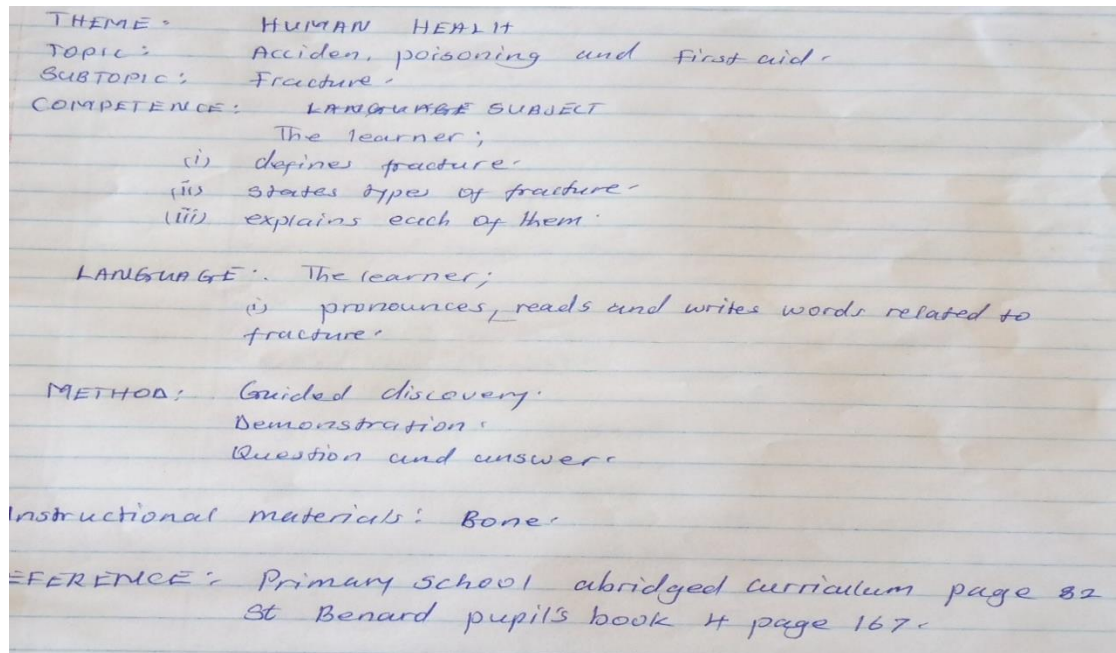 THEME: HUMAN HEALH
Topic: Acciden, poisoning and first aid.
SUBTOPIC: Fracture.
COMPETENCE: LANGUAGE SUBJECT
The learner;
(i) defines fracture.
(ii) states types of fracture.
(iii) explains each of them.
LANGUAGE:. The learner;
(i) pronounces, reads and writes words related to
fracture.
METHOD: Guided discovery.
Demonstration.
Question and answer.
Instructional materials: Bone.
EFERENCE: Primary school abridged curriculum page 82
St Benard pupil's book 4 page 167.